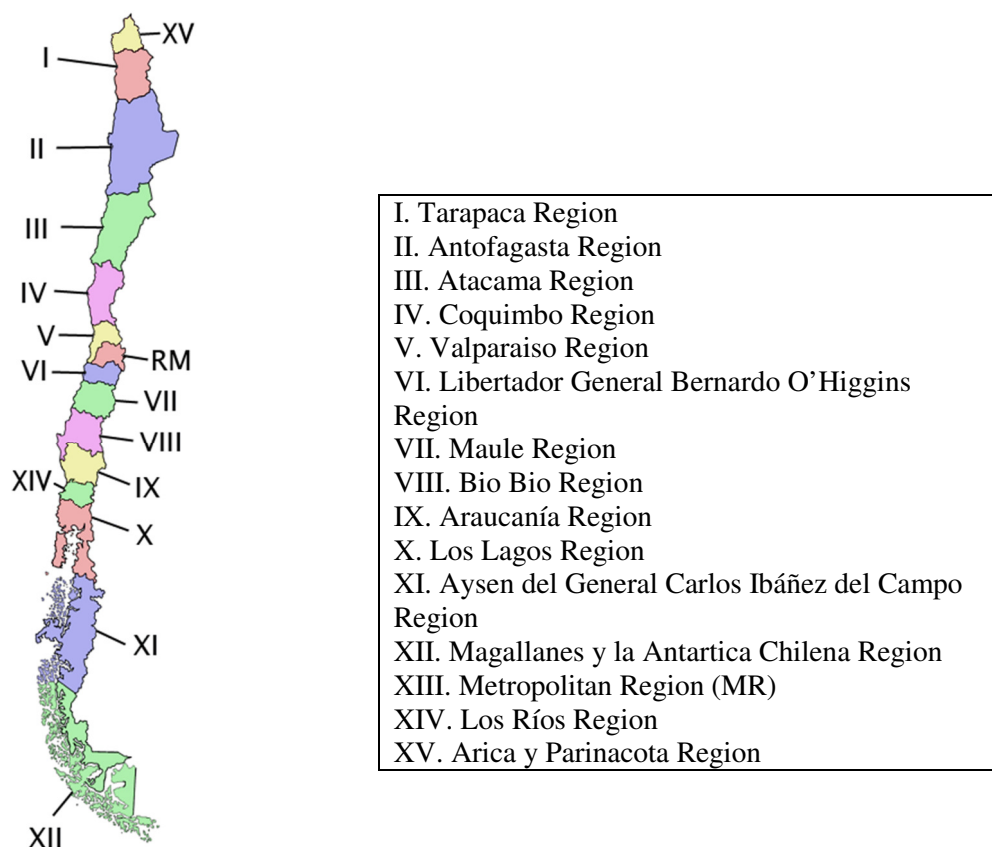 XV
I
II
III
IV
V
RM
VI
VII
VIII
XIV
IX
X
XI
XII
I. Tarapaca Region
II. Antofagasta Region
III. Atacama Region
IV. Coquimbo Region
V. Valparaiso Region
VI. Libertador General Bernardo O’Higgins
Region
VII. Maule Region
VIII. Bio Bio Region
IX. Araucanía Region
X. Los Lagos Region
XI. Aysen del General Carlos Ibáñez del Campo
Region
XII. Magallanes y la Antartica Chilena Region
XIII. Metropolitan Region (MR)
XIV. Los Ríos Region
XV. Arica y Parinacota Region